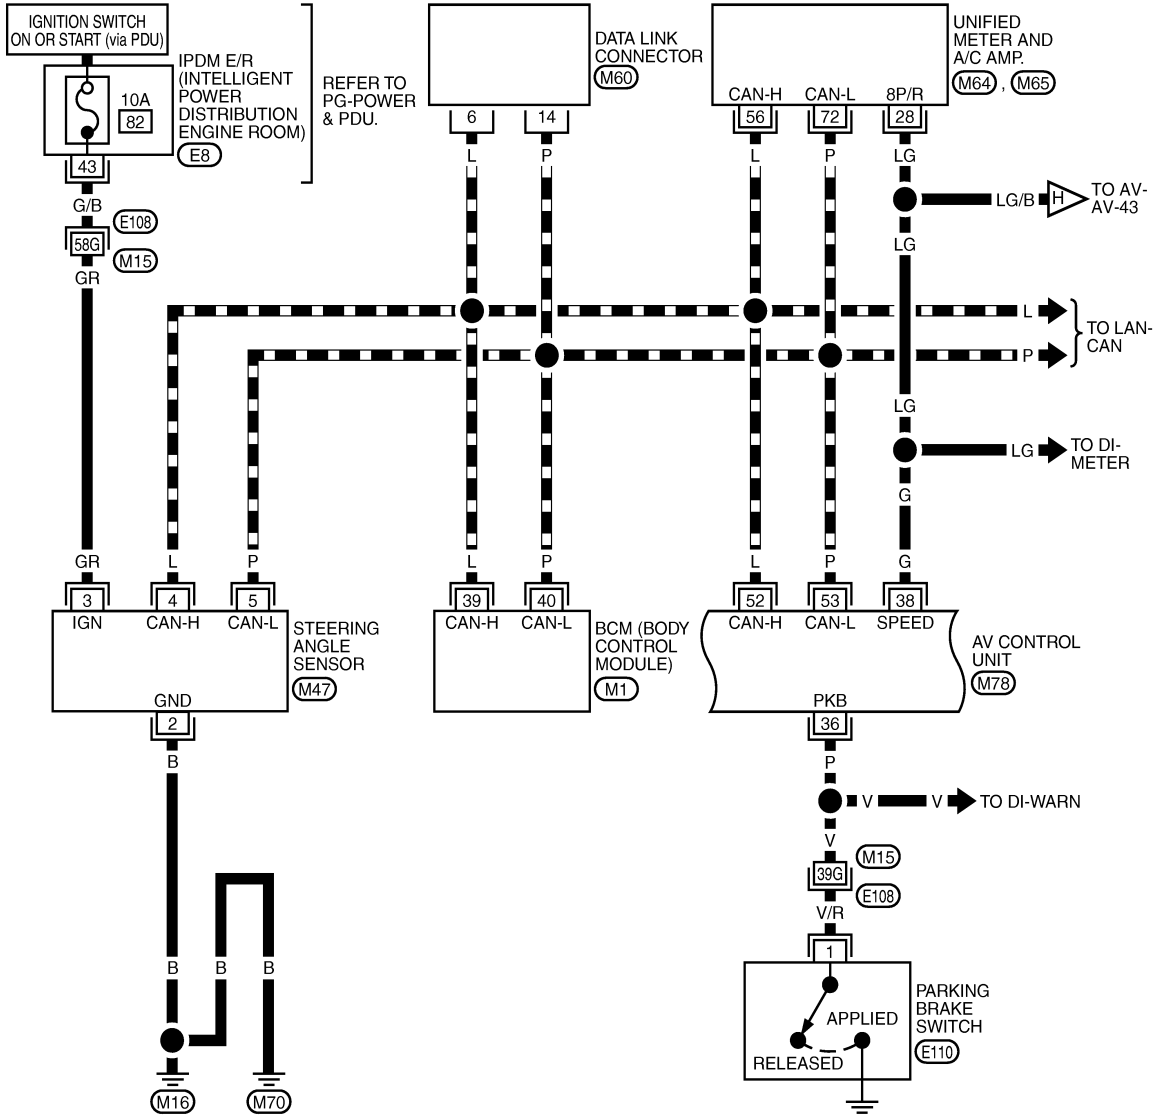 IGNITION SWITCH
ON OR START (via PDU)
IPDM E/R
(INTELLIGENT
POWER
DISTRIBUTION
ENGINE ROOM)
E8
10A
82
43
REFER TO
PG-POWER
& PDU.
DATA LINK
CONNECTOR
M60
6
14
UNIFIED
METER AND
A/C AMP.
M64 , M65
CAN-H
CAN-L
8P/R
56
72
28
L
P
L
P
LG
G/B
E108
58G
M15
GR
LG/B
H
TO AV-
AV-43
LG
L
P
TO LAN-
CAN
LG
LG
TO DI-
METER
G
GR
L
P
L
P
L
P
G
3
4
5
39
40
52
53
38
IGN
CAN-H
CAN-L
CAN-H
CAN-L
CAN-H
CAN-L
SPEED
STEERING
ANGLE
SENSOR
M47
BCM (BODY
CONTROL
MODULE)
M1
AV CONTROL
UNIT
M78
GND
2
PKB
36
B
P
V
V
TO DI-WARN
V
M15
39G
E108
V/R
1
B
B
B
APPLIED
RELEASED
PARKING
BRAKE
SWITCH
E110
M16
M70